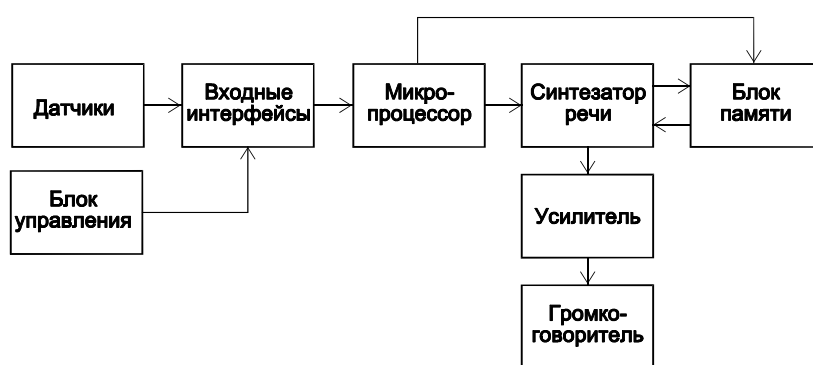 Датчики
Входные
интерфейсы
Микро-
процессор
Синтезатор
речи
Блок
памяти
Блок
управления
Усилитель
Громко-
говоритель